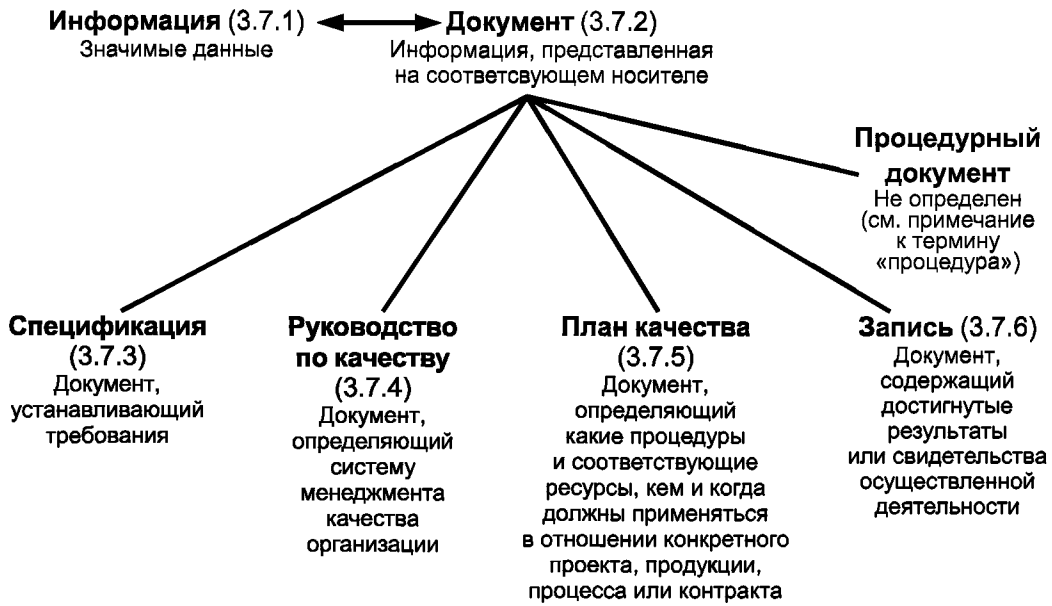 Информация (3.7.1)
Значимые данные
Документ (3.7.2)
Информация, представленная
на соответсвующем носителе
Процедурный
документ
Не определен
(см. примечание
к термину
«процедура»)
Спецификация
(3.7.3)
Документ,
устанавливающий
требования
Руководство
по качеству
(3.7.4)
Документ,
определяющий
систему
менеджмента
качества
организации
План качества
(3.7.5)
Документ,
определяющий
какие процедуры
и соответствующие
ресурсы, кем и когда
должны применяться
в отношении конкретного
проекта, продукции,
процесса или контракта
Запись (3.7.6)
Документ,
содержащий
достигнутые
результаты
или свидетельства
осуществленной
деятельности